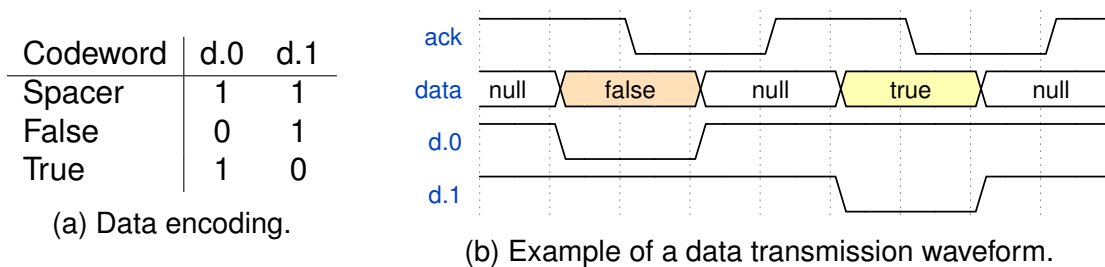 Codeword d.0 d.1
Spacer 1 1
False 0 1
True 1 0
(a) Data encoding.
ack
data null false null true null
d.0
d.1
(b) Example of a data transmission waveform.